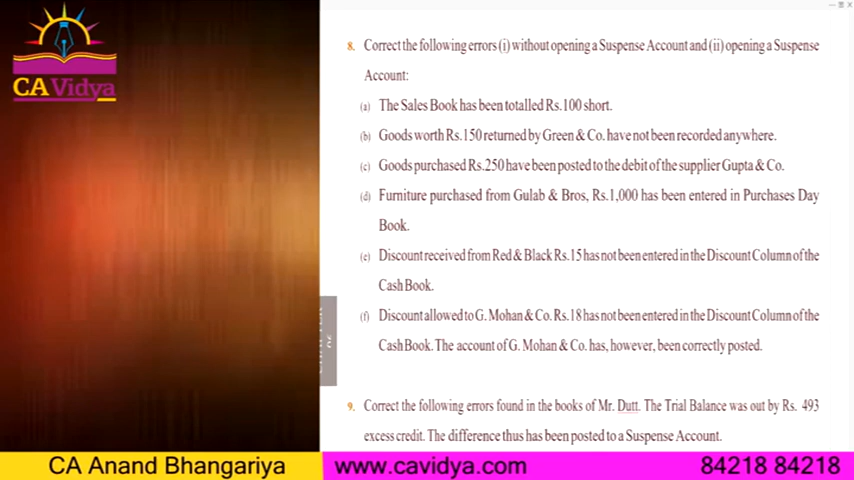 CA Vidya
8. Correct the following errors (i) without opening a Suspense Account and (ii) opening a Suspense
Account:
(a) The Sales Book has been totalled Rs.100 short.
(b) Goods worth Rs.150 returned by Green & Co. have not been recorded anywhere.
(c) Goods purchased Rs.250 have been posted to the debit of the supplier Gupta & Co.
(d) Furniture purchased from Gulab & Bros, Rs.1,000 has been entered in Purchases Day
Book.
(e) Discount received from Red & Black Rs.15 has not been entered in the Discount Column of the
Cash Book.
(f) Discount allowed to G. Mohan & Co. Rs.18 has not been entered in the Discount Column of the
Cash Book. The account of G. Mohan & Co. has, however, been correctly posted.
9. Correct the following errors found in the books of Mr. Dutt. The Trial Balance was out by Rs. 493
excess credit. The difference thus has been posted to a Suspense Account.
CA Anand Bhangariya www.cavidya.com 84218 84218